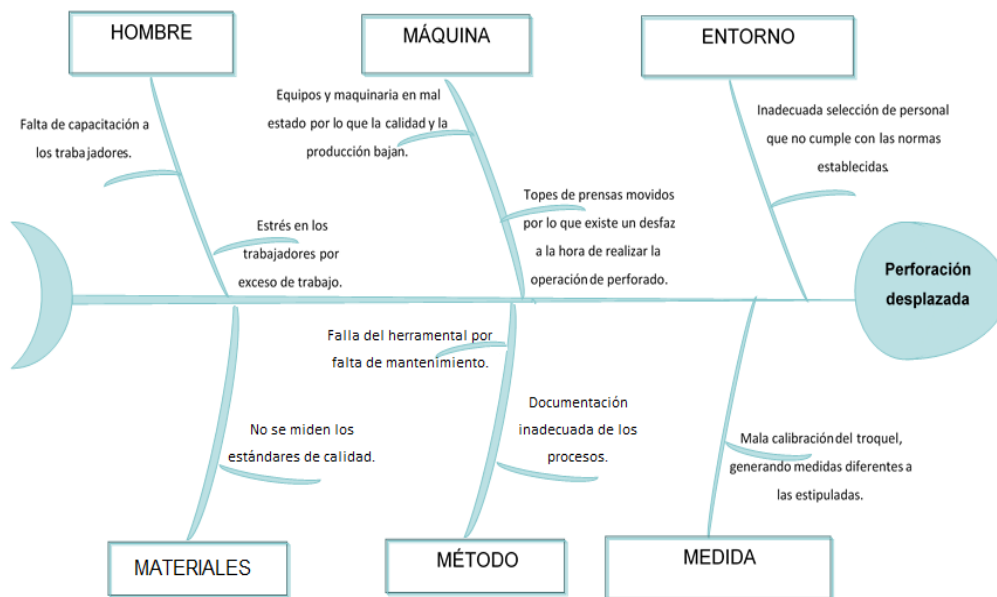 HOMBRE
MÁQUINA
ENTORNO
Falta de capacitación a
los trabajadores.
Estrés en los
trabajadores por
exceso de trabajo.
Equipos y maquinaria en mal
estado por lo que la calidad y la
producción bajan.
Topes de prensas movidos
por lo que existe un desfaz
a la hora de realizar la
operación de perforado.
Inadecuada selección de personal
que no cumple con las normas
establecidas.
Perforación
desplazada
No se miden los
estándares de calidad.
Falla del herramental por
falta de mantenimiento.
Documentación
inadecuada de los
procesos.
Mala calibración del troquel,
generando medidas diferentes a
las estipuladas.
MATERIALES
MÉTODO
MEDIDA